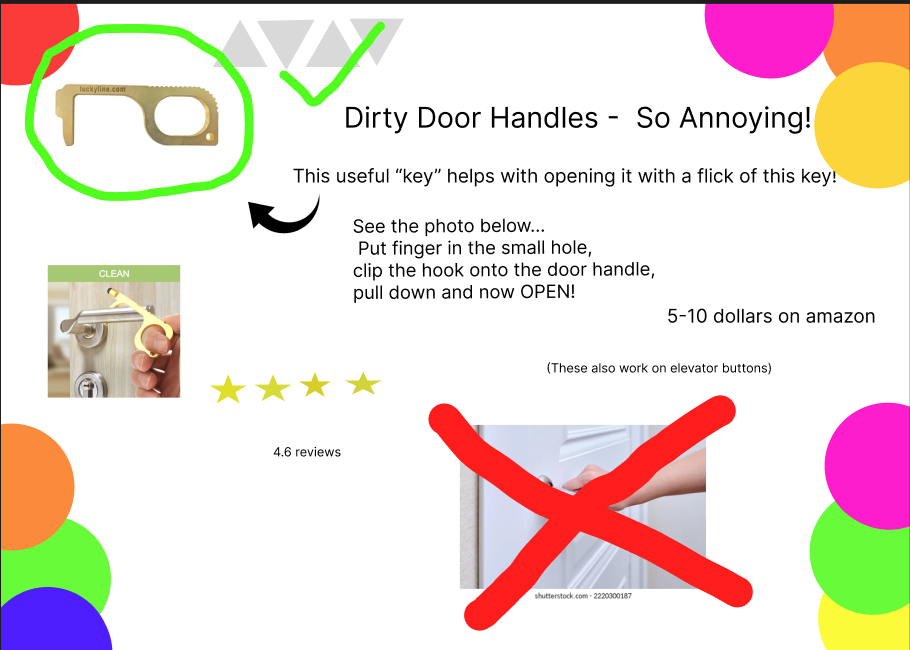 luckyline.com
Dirty Door Handles -  So Annoying!
This useful “key” helps with opening it with a flick of this key!
See the photo below...
Put finger in the small hole,
clip the hook onto the door handle,
pull down and now OPEN!
CLEAN
5-10 dollars on amazon
(These also work on elevator buttons)
4.6 reviews
shutterstock.com · 2220300187